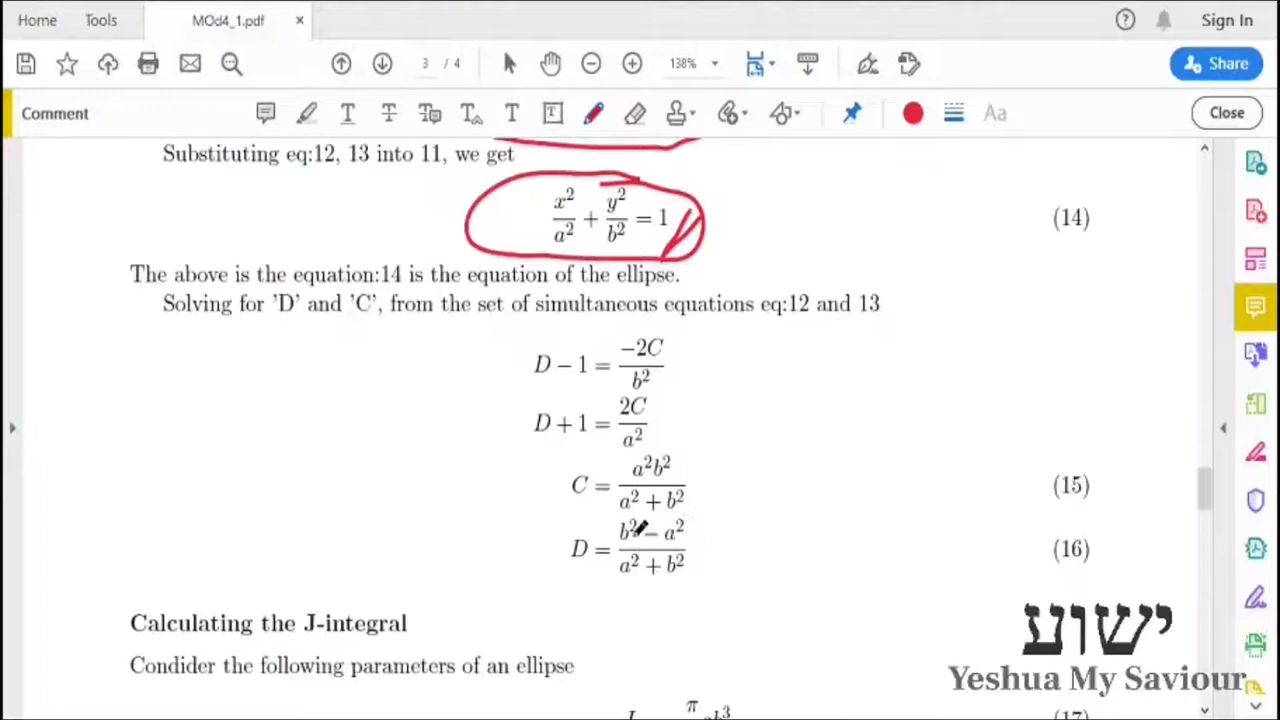 Home Tools MOd4_1.pdf × Sign In
3 / 4 138% Share
Comment Aa Close
Substituting eq:12, 13 into 11, we get
x²/a² + y²/b² = 1 (14)
The above is the equation:14 is the equation of the ellipse.
Solving for 'D' and 'C', from the set of simultaneous equations eq:12 and 13
D − 1 = −2C/b²
D + 1 = 2C/a²
C = a²b²/a² + b² (15)
D = b² − a²/a² + b² (16)
Calculating the J-integral
Condider the following parameters of an ellipse
π ab³ (17)
ישוע
Yeshua My Saviour